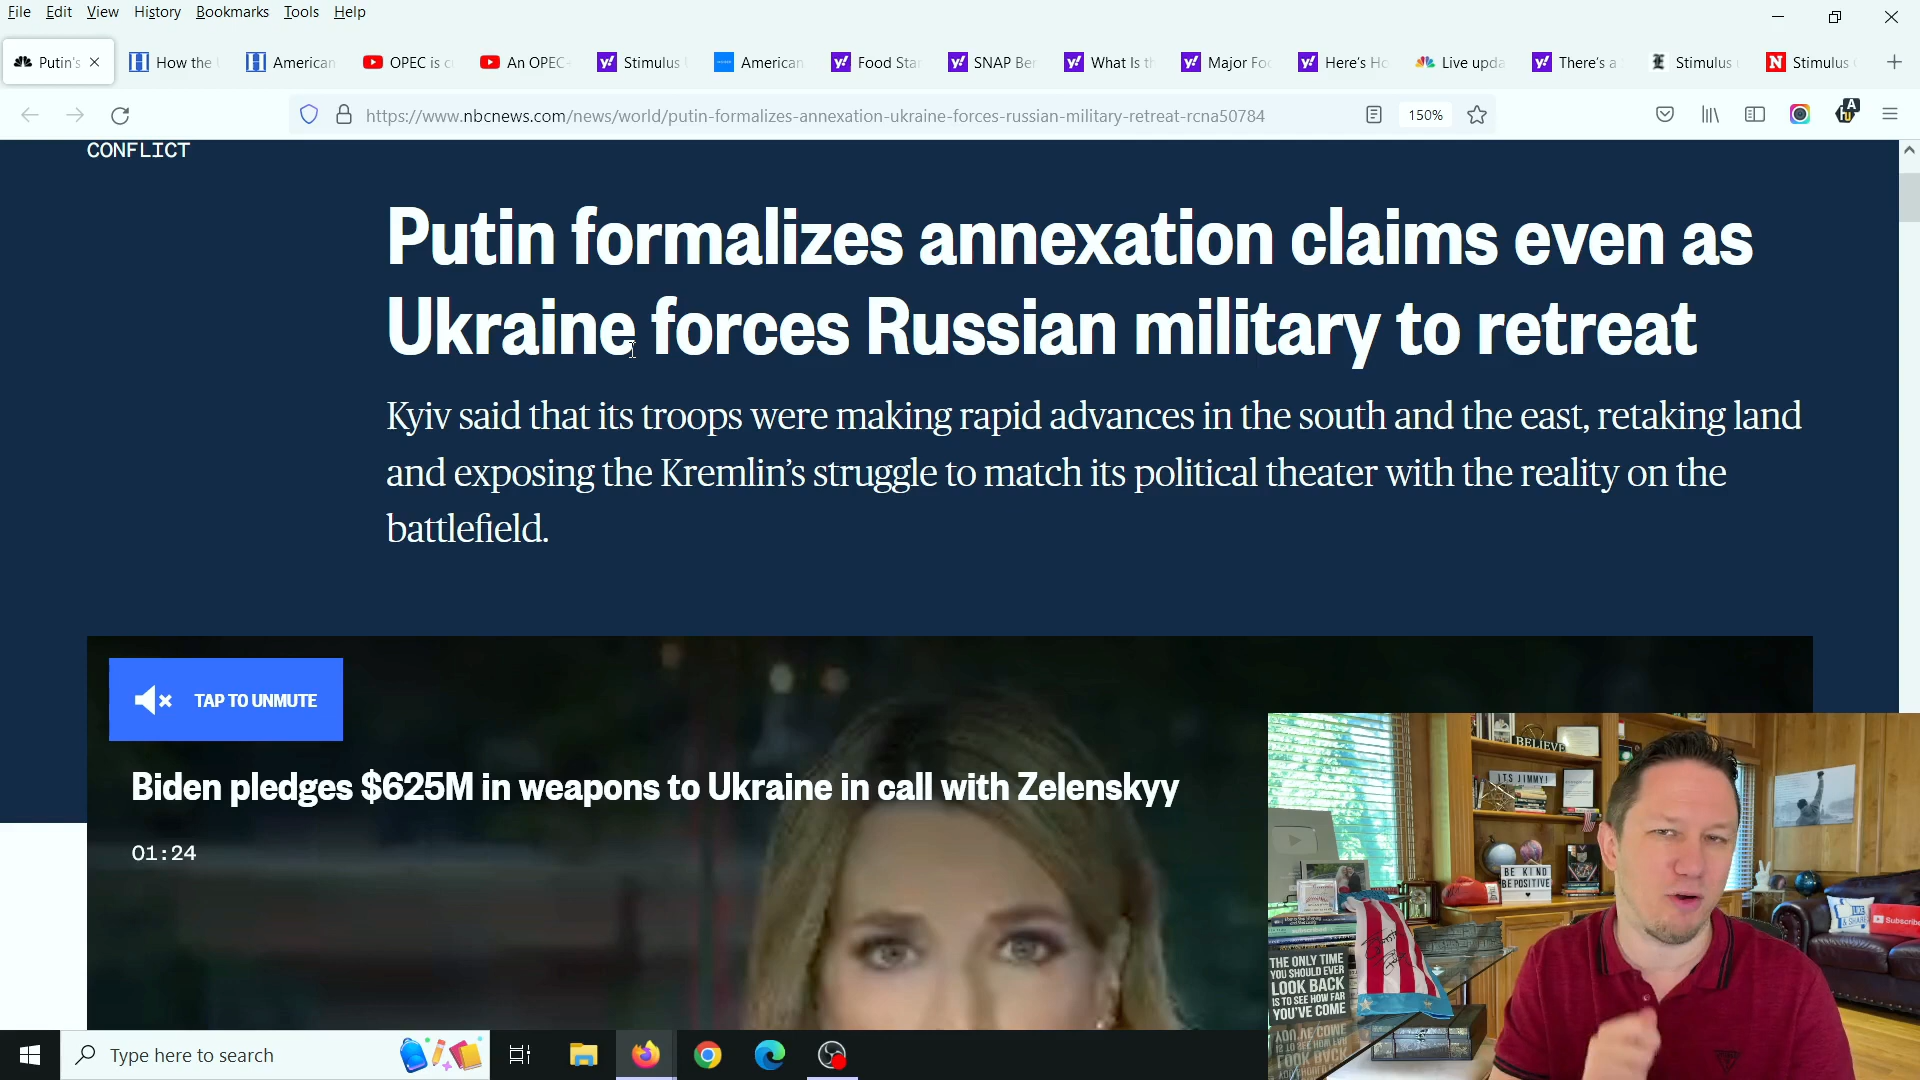 File Edit View History Bookmarks Tools Help
Putin's
How the
American
OPEC is
An OPEC-
Stimulus
American
Food Sta
SNAP Be
What Is
Major Fo
Here's Ho
Live upda
There's a
Stimulus
Stimulus
https://www.nbcnews.com/news/world/putin-formalizes-annexation-ukraine-forces-russian-military-retreat-rcna50784
150%
CONFLICT
Putin formalizes annexation claims even as
Ukraine forces Russian military to retreat
Kyiv said that its troops were making rapid advances in the south and the east, retaking land
and exposing the Kremlin's struggle to match its political theater with the reality on the
battlefield.
TAP TO UNMUTE
Biden pledges $625M in weapons to Ukraine in call with Zelenskyy
01:24
BELIEVE
ITS JIMMY!
BE KIND
BE POSITIVE
LIKE
& SHARE
Subscribe
THE ONLY TIME
YOU SHOULD EVER
LOOK BACK
IS TO SEE HOW FAR
YOU'VE COME
Type here to search